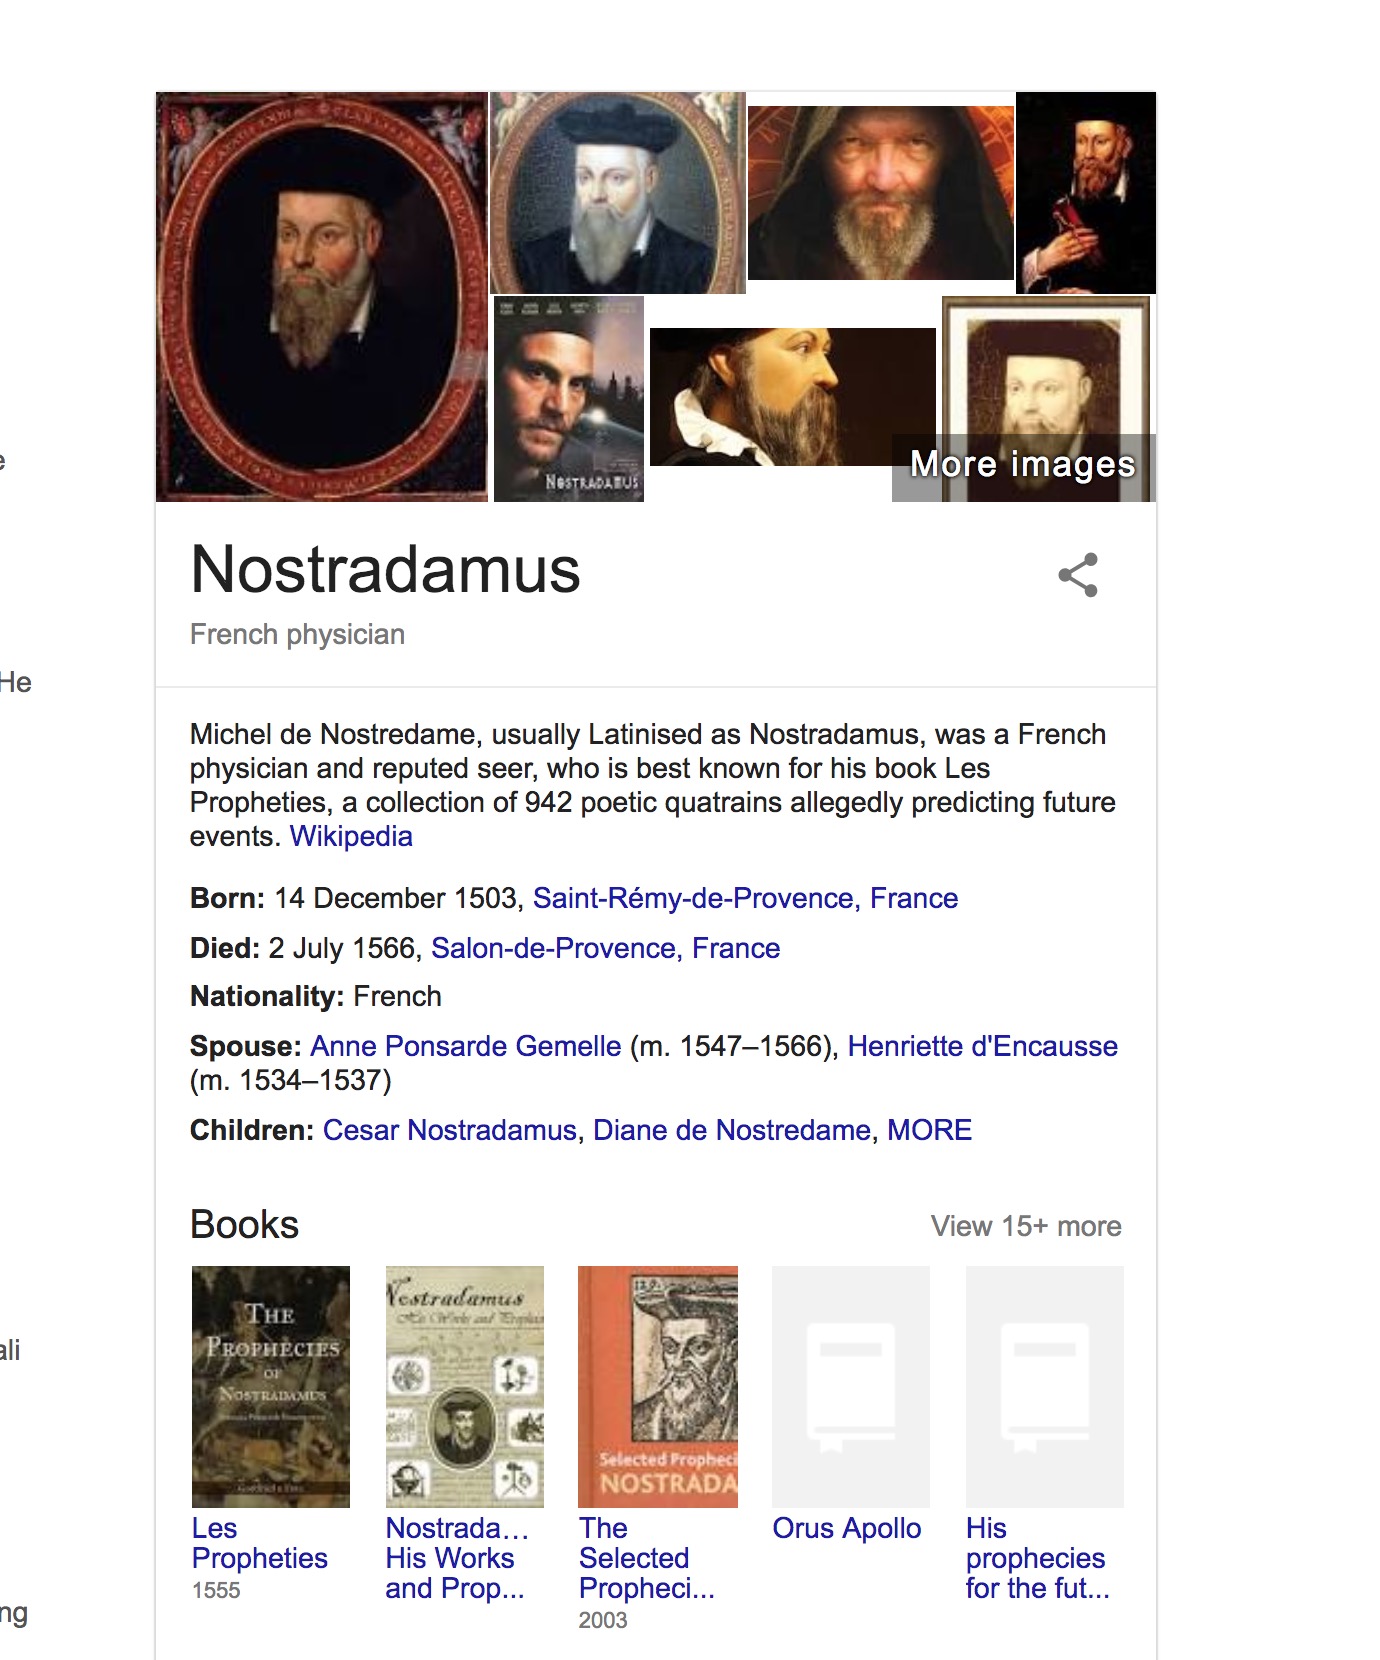 NOSTRADAMUS
More images
Nostradamus
French physician
e
He
Michel de Nostredame, usually Latinised as Nostradamus, was a French
physician and reputed seer, who is best known for his book Les
Propheties, a collection of 942 poetic quatrains allegedly predicting future
events. Wikipedia
Born: 14 December 1503, Saint-Rémy-de-Provence, France
Died: 2 July 1566, Salon-de-Provence, France
Nationality: French
Spouse: Anne Ponsarde Gemelle (m. 1547–1566), Henriette d'Encausse
(m. 1534–1537)
Children: Cesar Nostradamus, Diane de Nostredame, MORE
Books
View 15+ more
THE
PROPHECIES
OF
NOSTRADAMUS
Nostradamus
His Works and Prophe
Selected Propheci
NOSTRADA
ali
Les
Propheties
1555
Nostrada...
His Works
and Prop...
The
Selected
Propheci...
2003
Orus Apollo
His
prophecies
for the fut...
ng